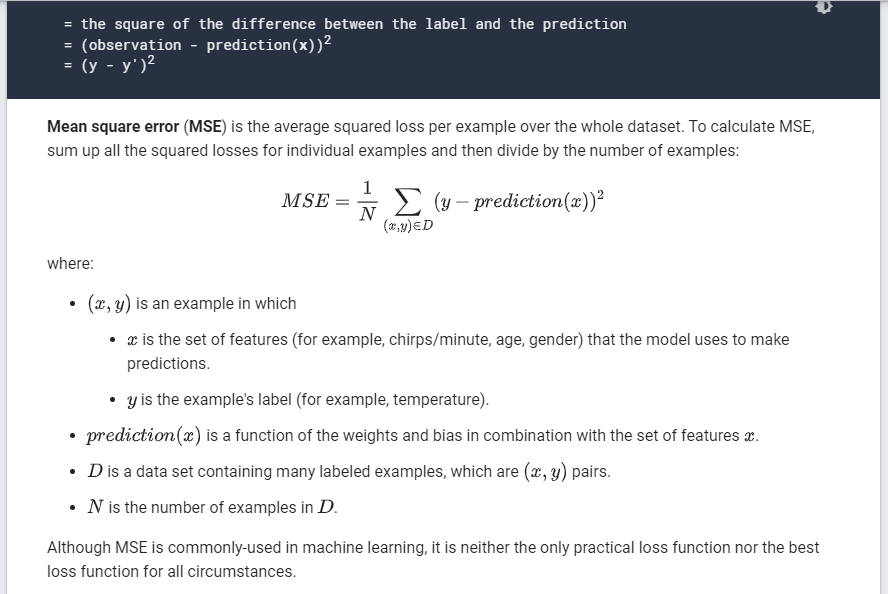 = the square of the difference between the label and the prediction
= (observation - prediction(x))²
= (y - y')²
Mean square error (MSE) is the average squared loss per example over the whole dataset. To calculate MSE,
sum up all the squared losses for individual examples and then divide by the number of examples:
MSE = 1/N ∑ (x,y)∈D (y − prediction(x))²
where:
• (x, y) is an example in which
• x is the set of features (for example, chirps/minute, age, gender) that the model uses to make
predictions.
• y is the example's label (for example, temperature).
• prediction(x) is a function of the weights and bias in combination with the set of features x.
• D is a data set containing many labeled examples, which are (x, y) pairs.
• N is the number of examples in D.
Although MSE is commonly-used in machine learning, it is neither the only practical loss function nor the best
loss function for all circumstances.